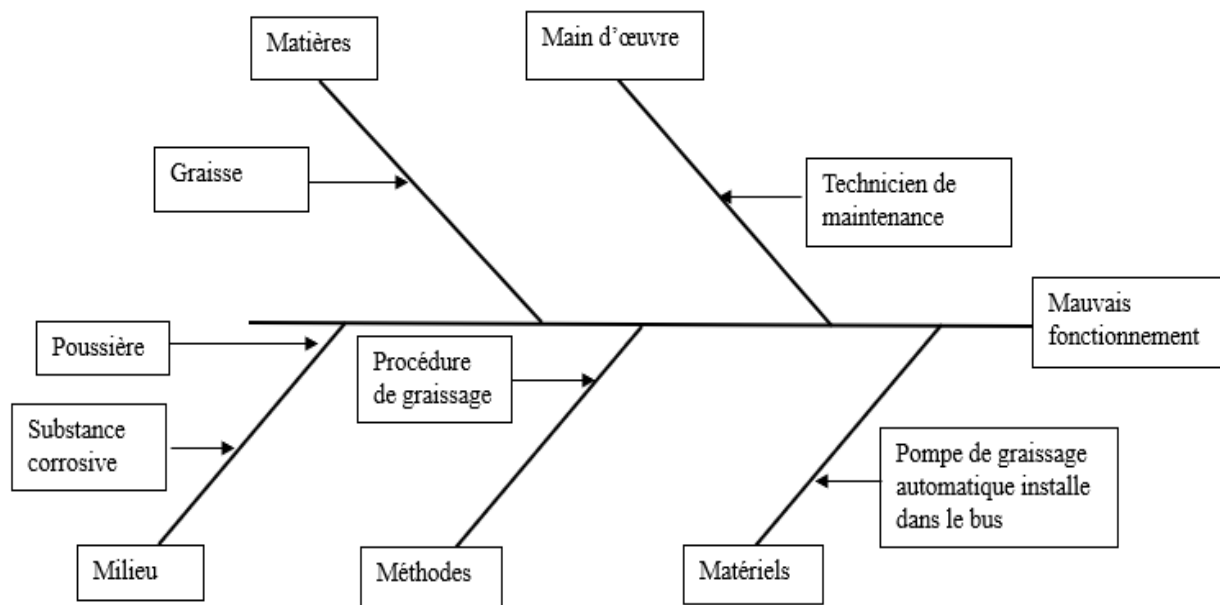 Matières
Main d’œuvre
Graisse
Technicien de
maintenance
Mauvais
fonctionnement
Poussière
Procédure
de graissage
Substance
corrosive
Pompe de graissage
automatique installe
dans le bus
Milieu
Méthodes
Matériels